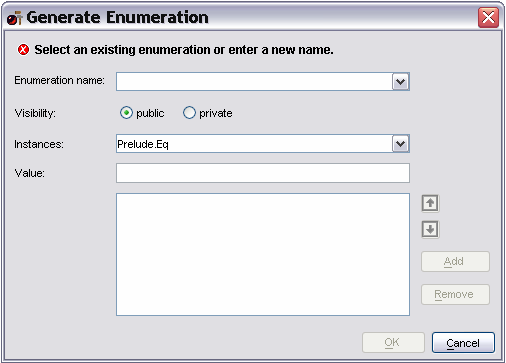 Generate Enumeration
Select an existing enumeration or enter a new name.
Enumeration name:
Visibility: public private
Instances: Prelude.Eq
Value:
Add
Remove
OK Cancel